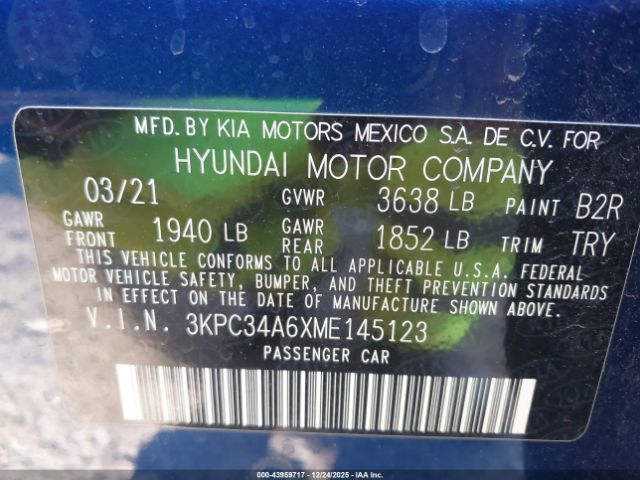 MFD. BY KIA MOTORS MEXICO S.A. DE C.V. FOR
HYUNDAI MOTOR COMPANY
03/21 GVWR 3638 LB PAINT B2R
GAWR FRONT 1940 LB GAWR REAR 1852 LB TRIM TRY
THIS VEHICLE CONFORMS TO ALL APPLICABLE U.S.A. FEDERAL
MOTOR VEHICLE SAFETY, BUMPER, AND THEFT PREVENTION STANDARDS
IN EFFECT ON THE DATE OF MANUFACTURE SHOWN ABOVE.
V.I.N. 3KPC34A6XME145123
PASSENGER CAR
000-43959717 - 12/24/2025 - IAAI.COM